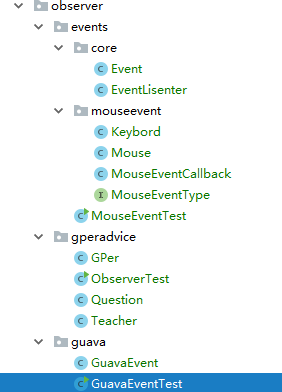 observer
events
core
Event
EventLisenter
mouseevent
Keybord
Mouse
MouseEventCallback
MouseEventType
MouseEventTest
gperadvice
GPer
ObserverTest
Question
Teacher
guava
GuavaEvent
GuavaEventTest